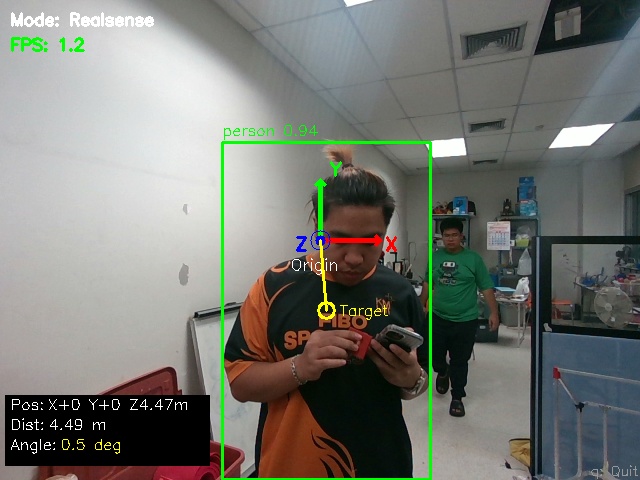 Mode: Realsense
FPS: 1.2
person 0.94
Y
Z
X
Origin
Target
FIBO
Pos: X+0 Y+0 Z4.47m
Dist: 4.49 m
Angle: 0.5 deg
q: Quit